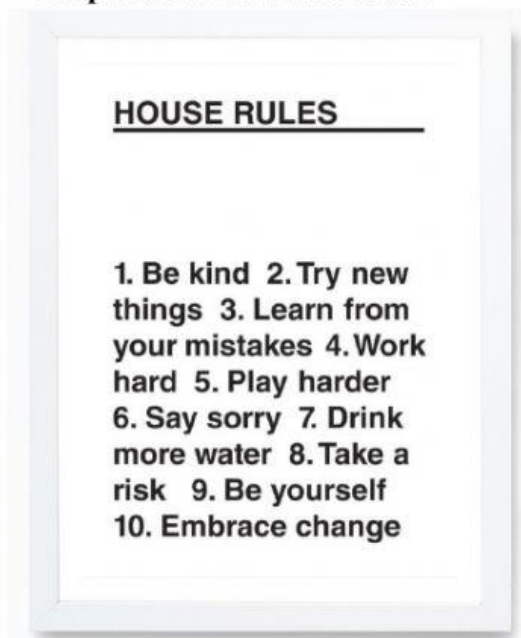 HOUSE RULES
1. Be kind 2. Try new
things 3. Learn from
your mistakes 4. Work
hard 5. Play harder
6. Say sorry 7. Drink
more water 8. Take a
risk 9. Be yourself
10. Embrace change